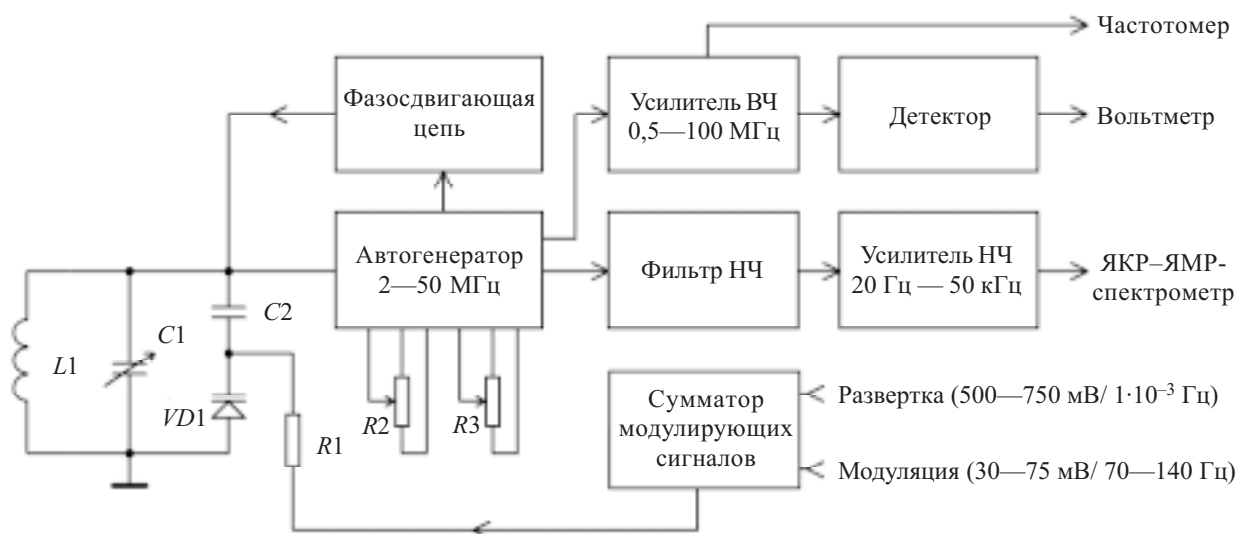 Частотомер
Фазосдвигающая
цепь
Усилитель ВЧ
0,5—100 МГц
Детектор
Вольтметр
Автогенератор
2—50 МГц
Фильтр НЧ
Усилитель НЧ
20 Гц — 50 кГц
ЯКР–ЯМР-
спектрометр
C2
C1
L1
VD1
R1
R2
R3
Сумматор
модулирующих
сигналов
Развертка (500—750 мВ/ 1·10⁻³ Гц)
Модуляция (30—75 мВ/ 70—140 Гц)